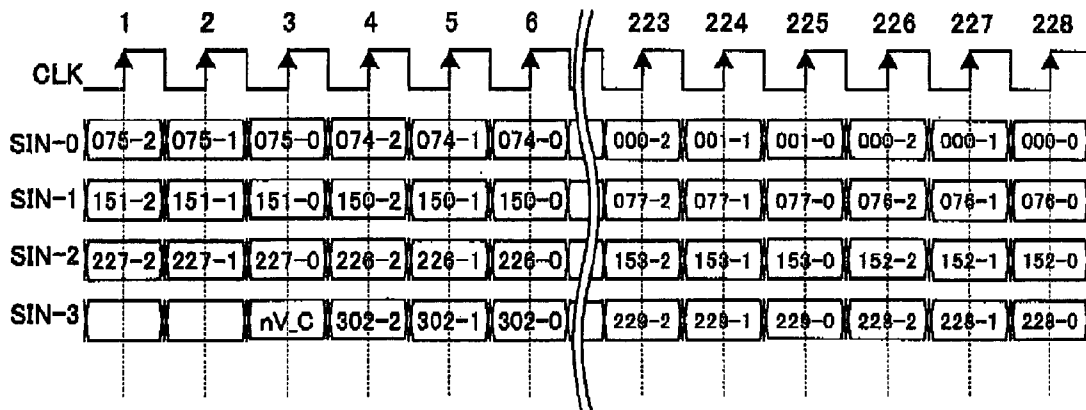 1 2 3 4 5 6 223 224 225 226 227 228
CLK
SIN-0 075-2 075-1 075-0 074-2 074-1 074-0 000-2 001-1 001-0 000-2 000-1 000-0
SIN-1 151-2 151-1 151-0 150-2 150-1 150-0 077-2 077-1 077-0 076-2 076-1 076-0
SIN-2 227-2 227-1 227-0 226-2 226-1 226-0 153-2 153-1 153-0 152-2 152-1 152-0
SIN-3 nV_C 302-2 302-1 302-0 229-2 229-1 229-0 228-2 228-1 228-0